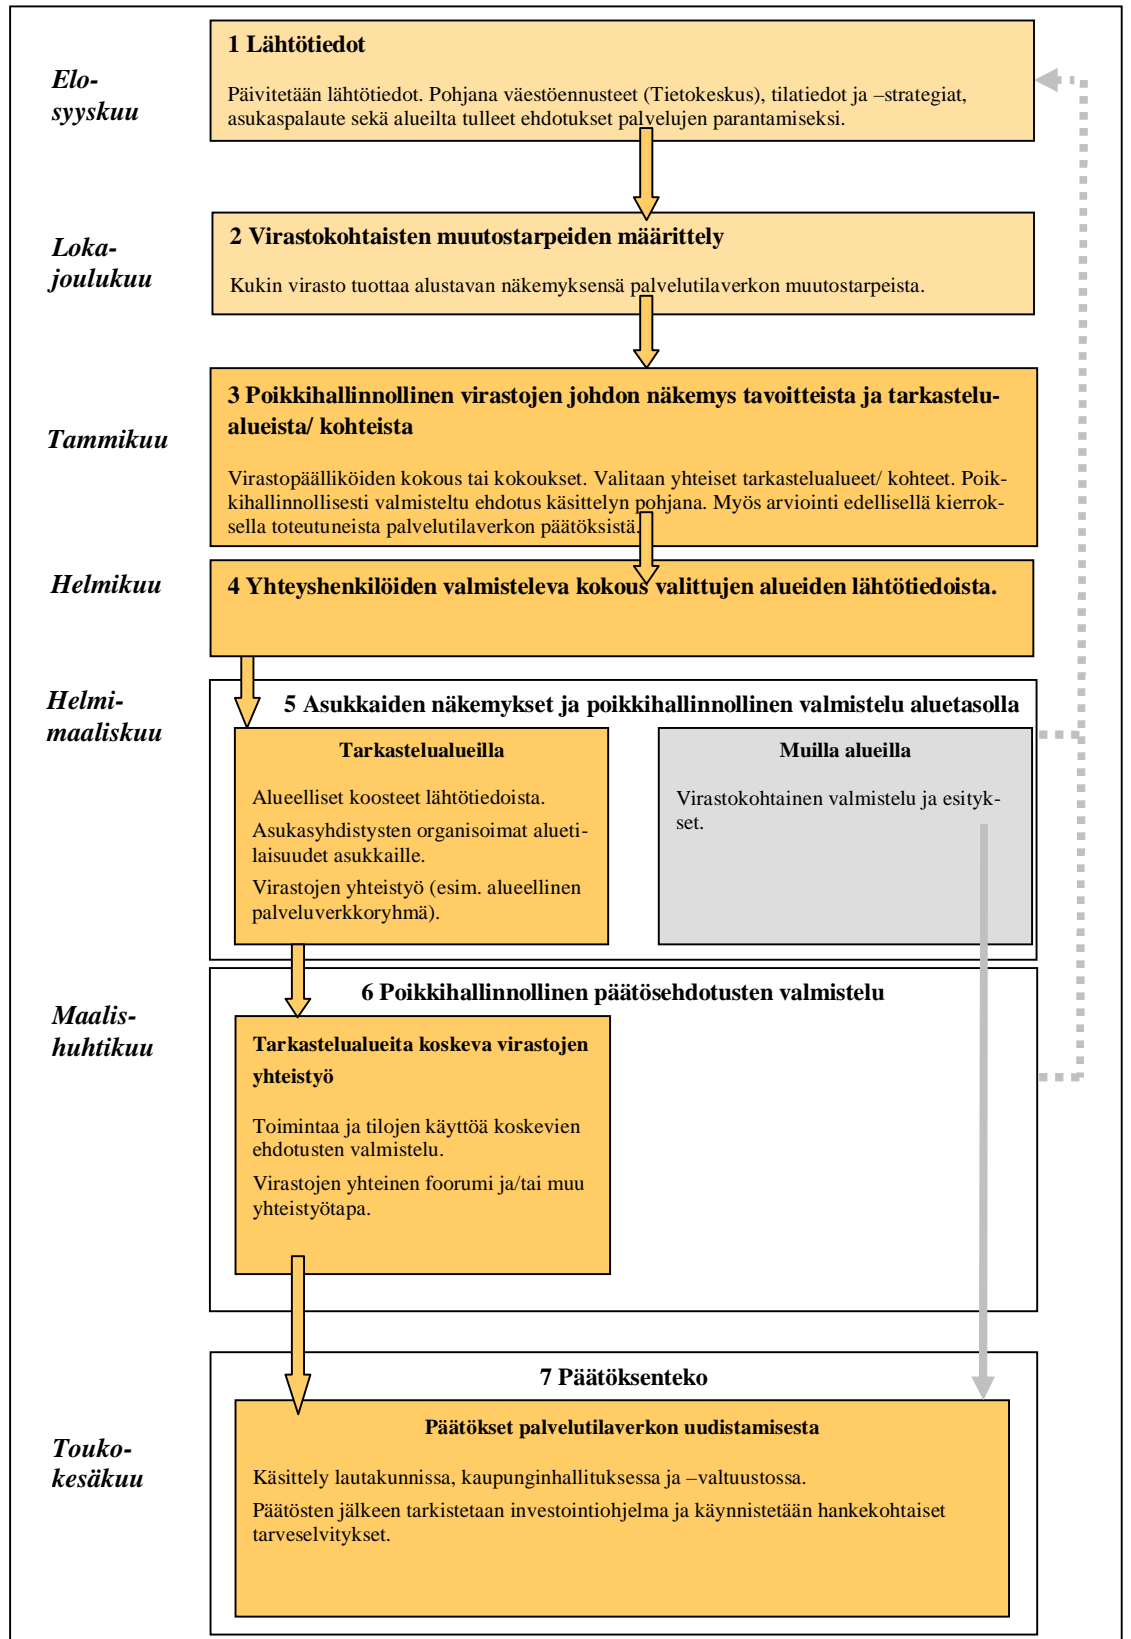 Elo-
syyskuu
1 Lähtötiedot
Päivitetään lähtötiedot. Pohjana väestöennusteet (Tietokeskus), tilatiedot ja –strategiat,
asukaspalaute sekä alueilta tulleet ehdotukset palvelujen parantamiseksi.
Loka-
joulukuu
2 Virastokohtaisten muutostarpeiden määrittely
Kukin virasto tuottaa alustavan näkemyksensä palvelutilaverkon muutostarpeista.
Tammikuu
3 Poikkihallinnollinen virastojen johdon näkemys tavoitteista ja tarkastelu-
alueista/ kohteista
Virastopäälliköiden kokous tai kokoukset. Valitaan yhteiset tarkastelualueet/ kohteet. Poik-
kihallinnollisesti valmisteltu ehdotus käsittelyn pohjana. Myös arviointi edellisellä kierrok-
sella toteutuneista palvelutilaverkon päätöksistä.
Helmikuu
4 Yhteyshenkilöiden valmisteleva kokous valittujen alueiden lähtötiedoista.
Helmi-
maaliskuu
5 Asukkaiden näkemykset ja poikkihallinnollinen valmistelu aluetasolla
Tarkastelualueilla
Alueelliset koosteet lähtötiedoista.
Asukasyhdistysten organisoimat alueti-
laisuudet asukkaille.
Virastojen yhteistyö (esim. alueellinen
palveluverkkoryhmä).
Muilla alueilla
Virastokohtainen valmistelu ja esityk-
set.
Maalis-
huhtikuu
6 Poikkihallinnollinen päätösehdotusten valmistelu
Tarkastelualueita koskeva virastojen
yhteistyö
Toimintaa ja tilojen käyttöä koskevien
ehdotusten valmistelu.
Virastojen yhteinen foorumi ja/tai muu
yhteistyötapa.
Touko-
kesäkuu
7 Päätöksenteko
Päätökset palvelutilaverkon uudistamisesta
Käsittely lautakunnissa, kaupunginhallituksessa ja –valtuustossa.
Päätösten jälkeen tarkistetaan investointiohjelma ja käynnistetään hankekohtaiset
tarveselvitykset.